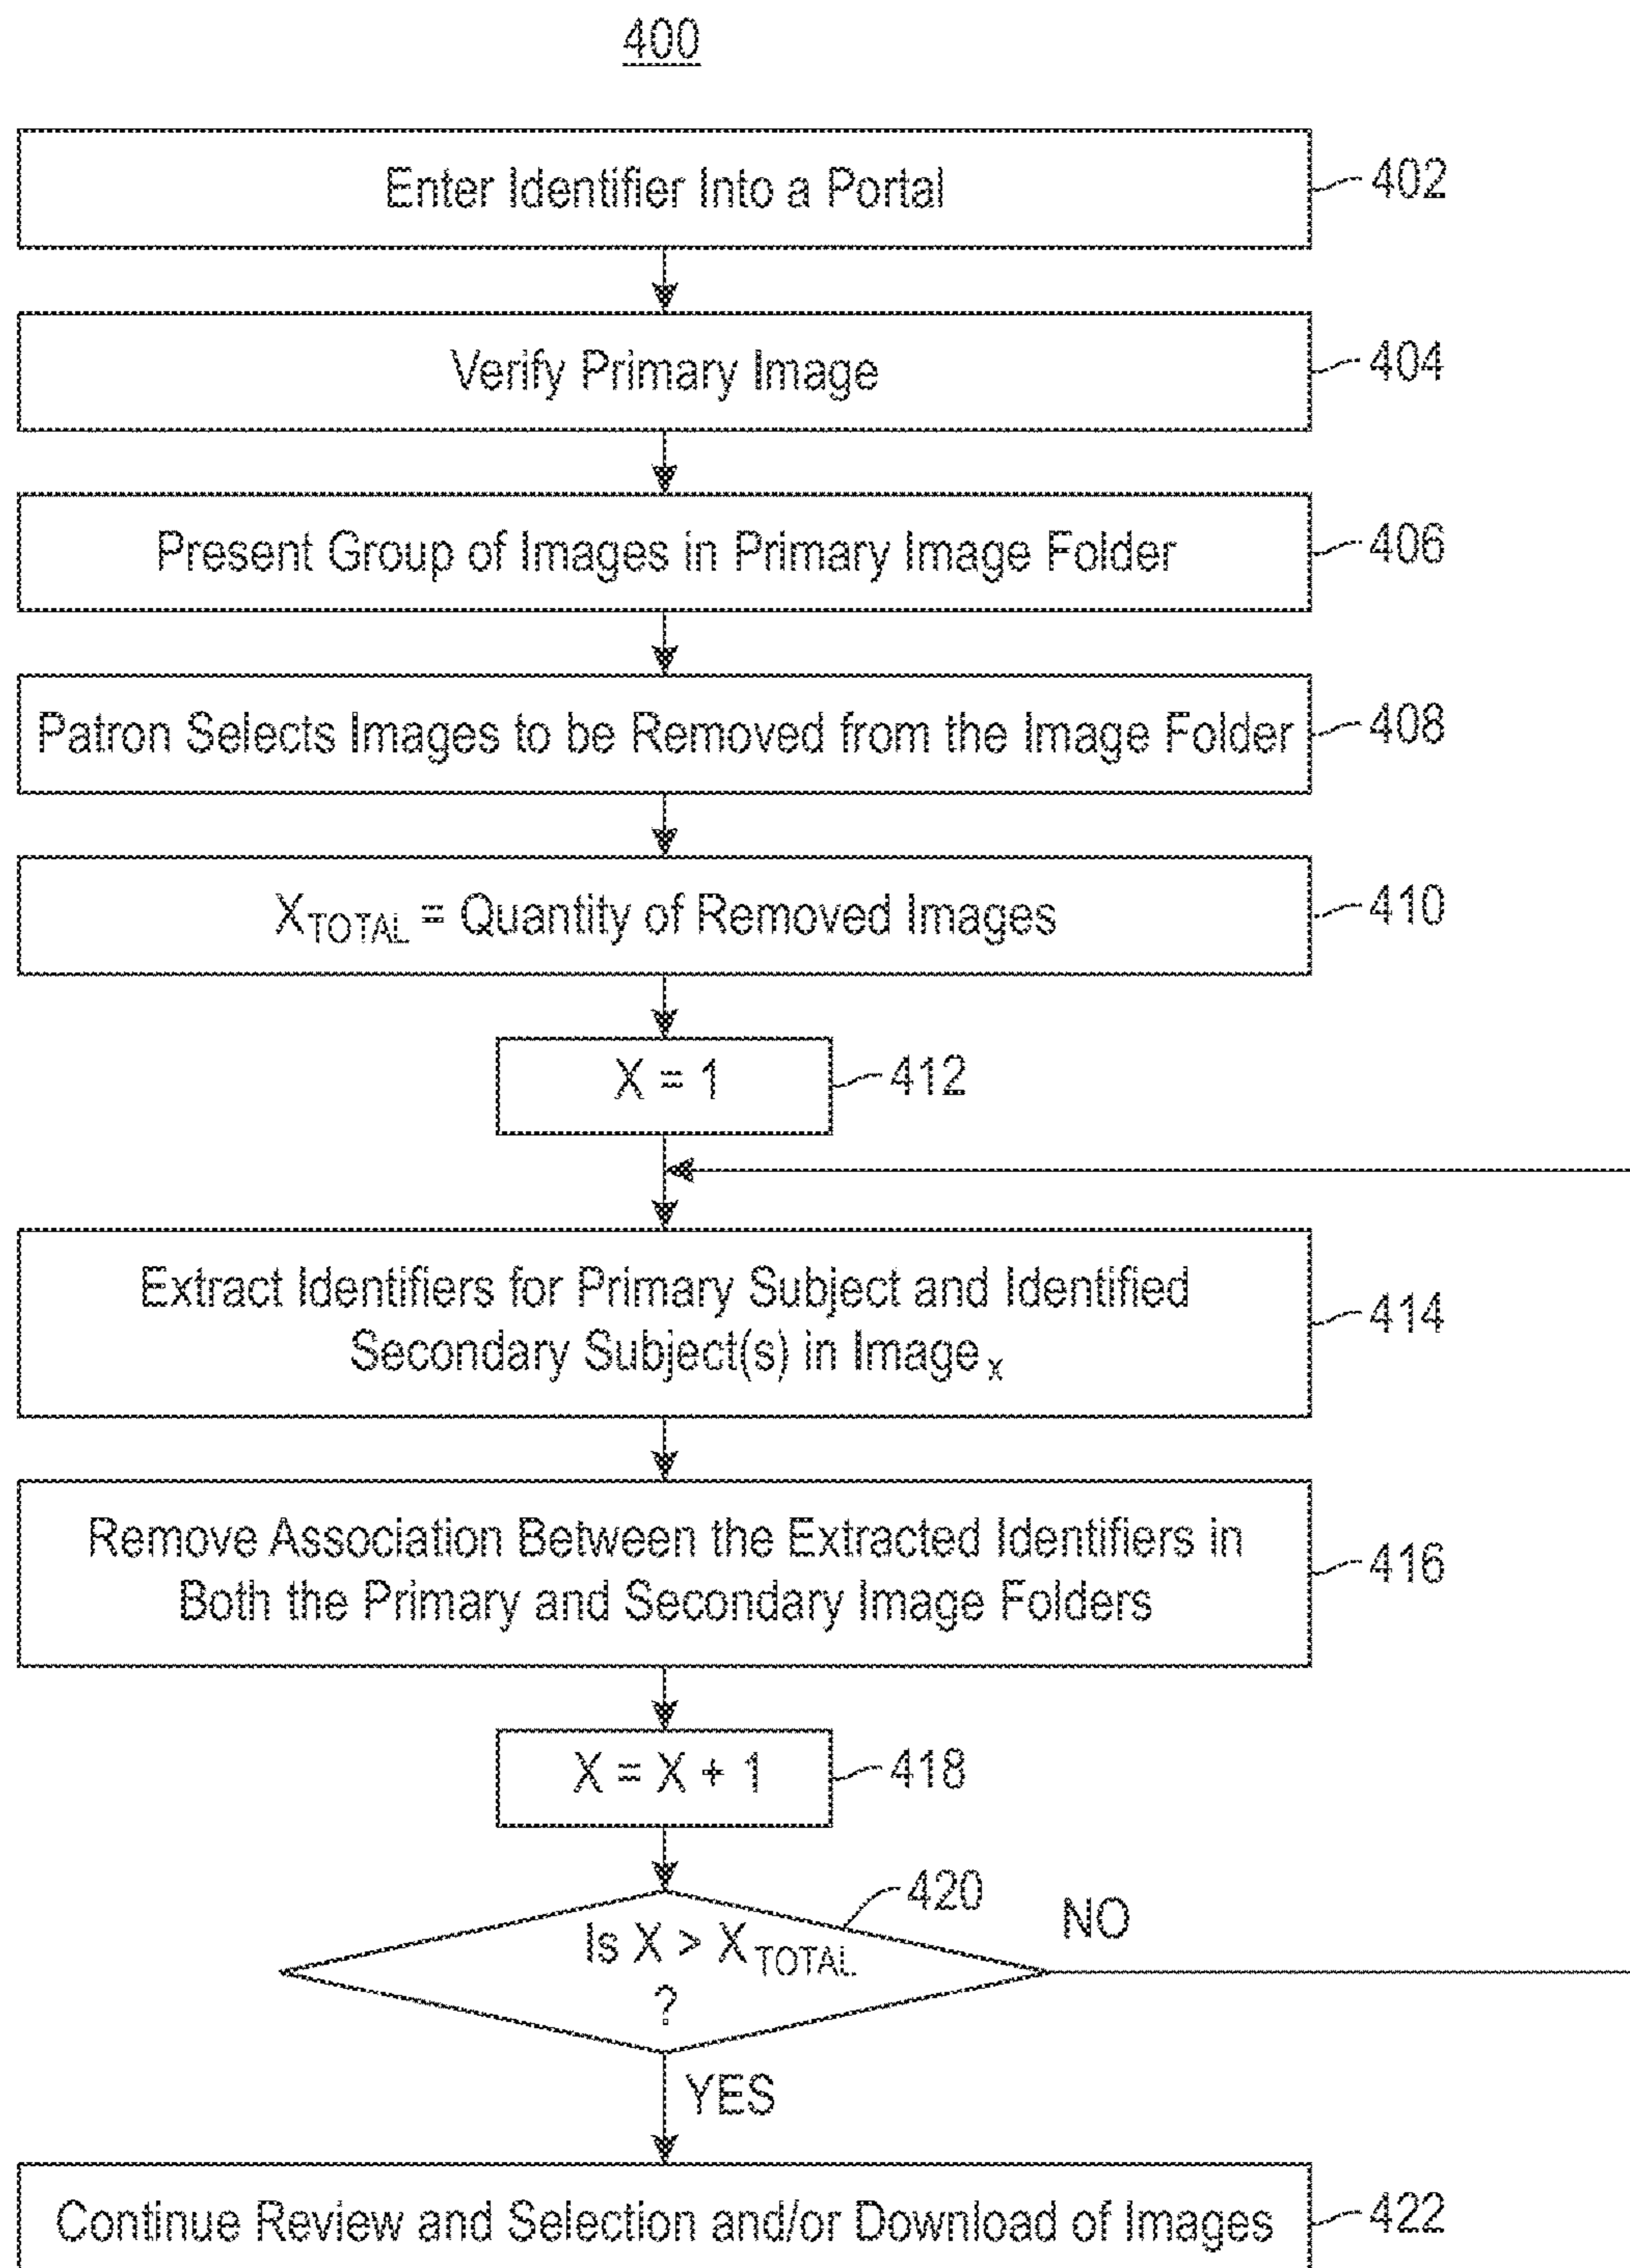 400
Enter Identifier Into a Portal
402
Verify Primary Image
404
Present Group of Images in Primary Image Folder
406
Patron Selects Images to be Removed from the Image Folder
408
XTOTAL = Quantity of Removed Images
410
X = 1
412
Extract Identifiers for Primary Subject and Identified
Secondary Subject(s) in Image x
414
Remove Association Between the Extracted Identifiers in
Both the Primary and Secondary Image Folders
416
X = X + 1
418
420
Is X > XTOTAL
?
NO
YES
Continue Review and Selection and/or Download of Images
422